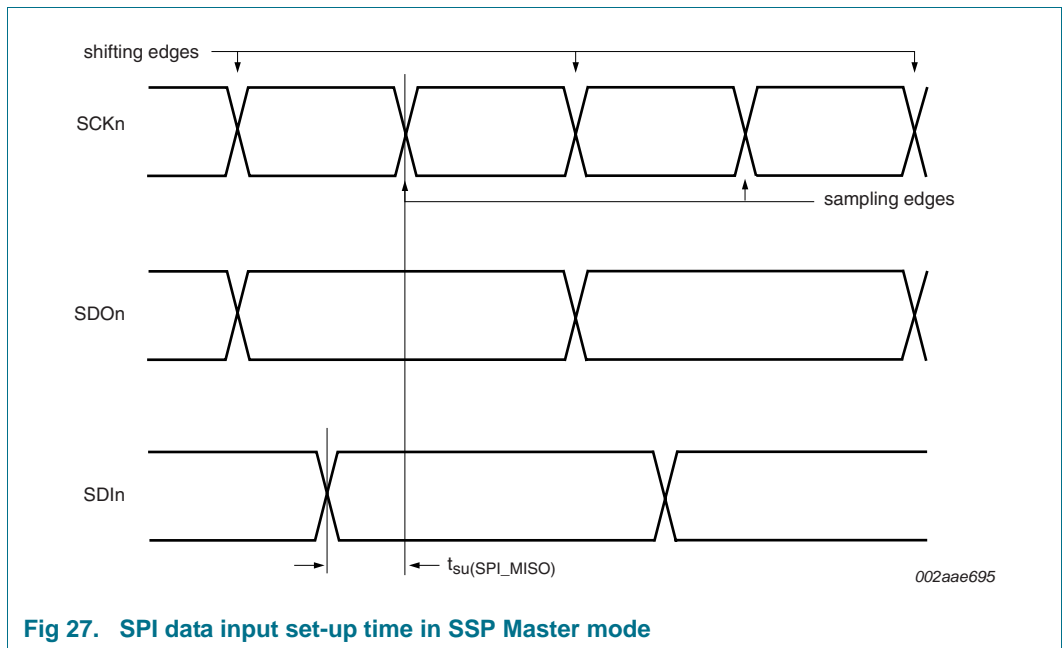 shifting edges
SCKn
sampling edges
SDOn
SDIn
tsu(SPI_MISO)
002aae695
Fig 27. SPI data input set-up time in SSP Master mode